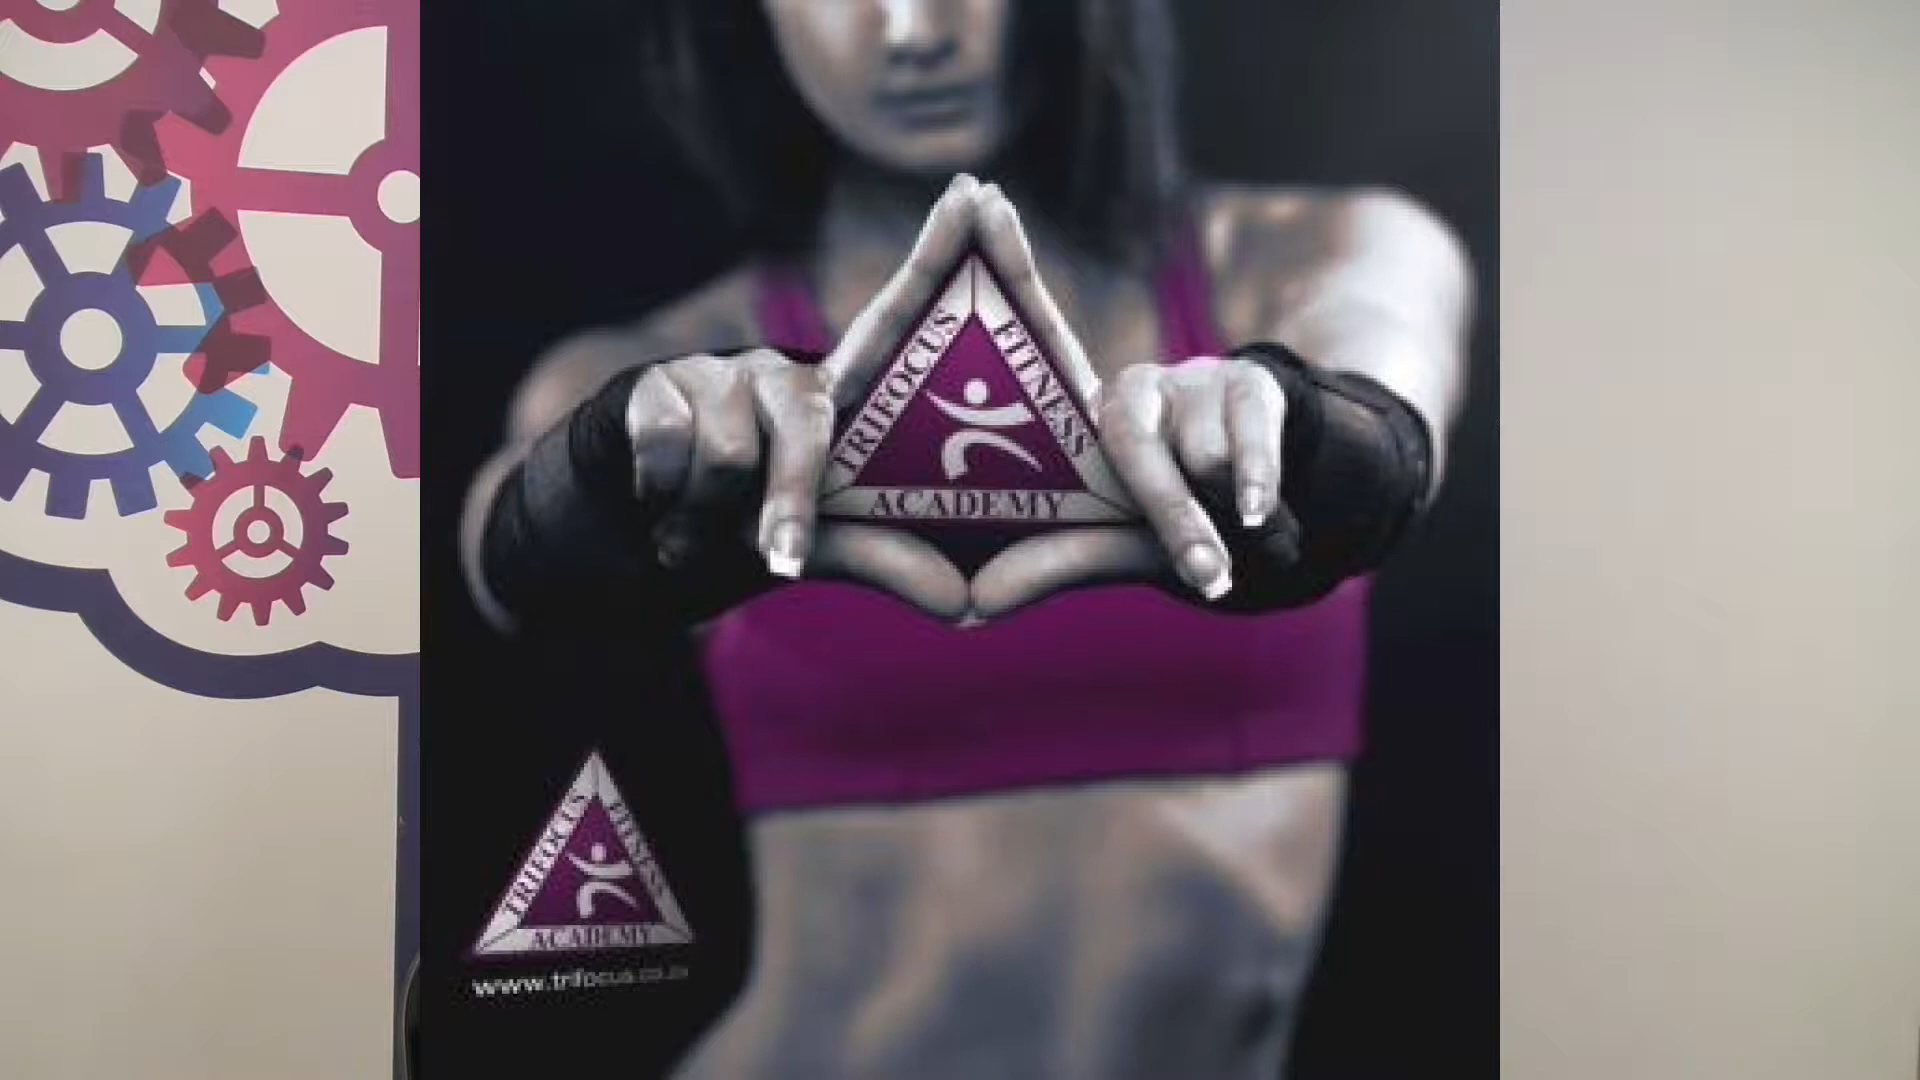 TRIFOCUS
FITNESS
ACADEMY
TRIFOCUS
FITNESS
ACADEMY
www.trifocus.co.za